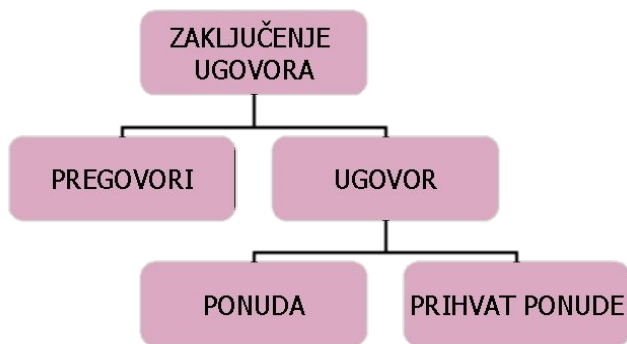 ZAKLJUČENJE
UGOVORA
PREGOVORI
UGOVOR
PONUDA
PRIHVAT PONUDE